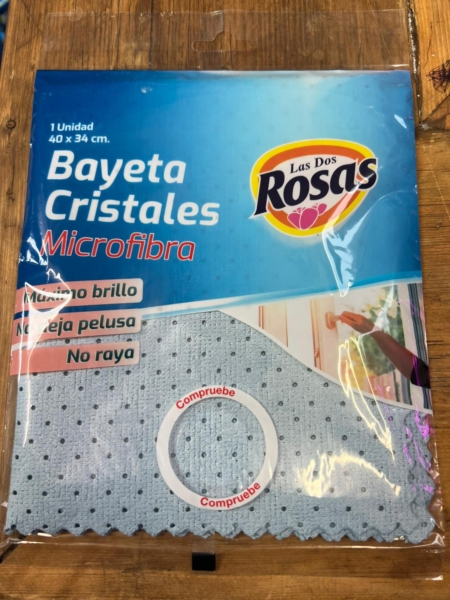 1 Unidad
40 x 34 cm.
Bayeta
Cristales
Microfibra
Las Dos
Rosas
Máximo brillo
No deja pelusa
No raya
Compruebe
Compruebe